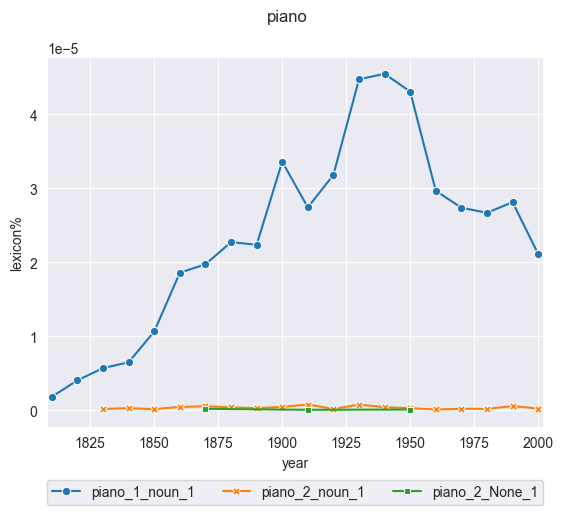 piano
1e−5
4
3
2
1
0
lexicon%
1825 1850 1875 1900 1925 1950 1975 2000
year
piano_1_noun_1 piano_2_noun_1 piano_2_None_1